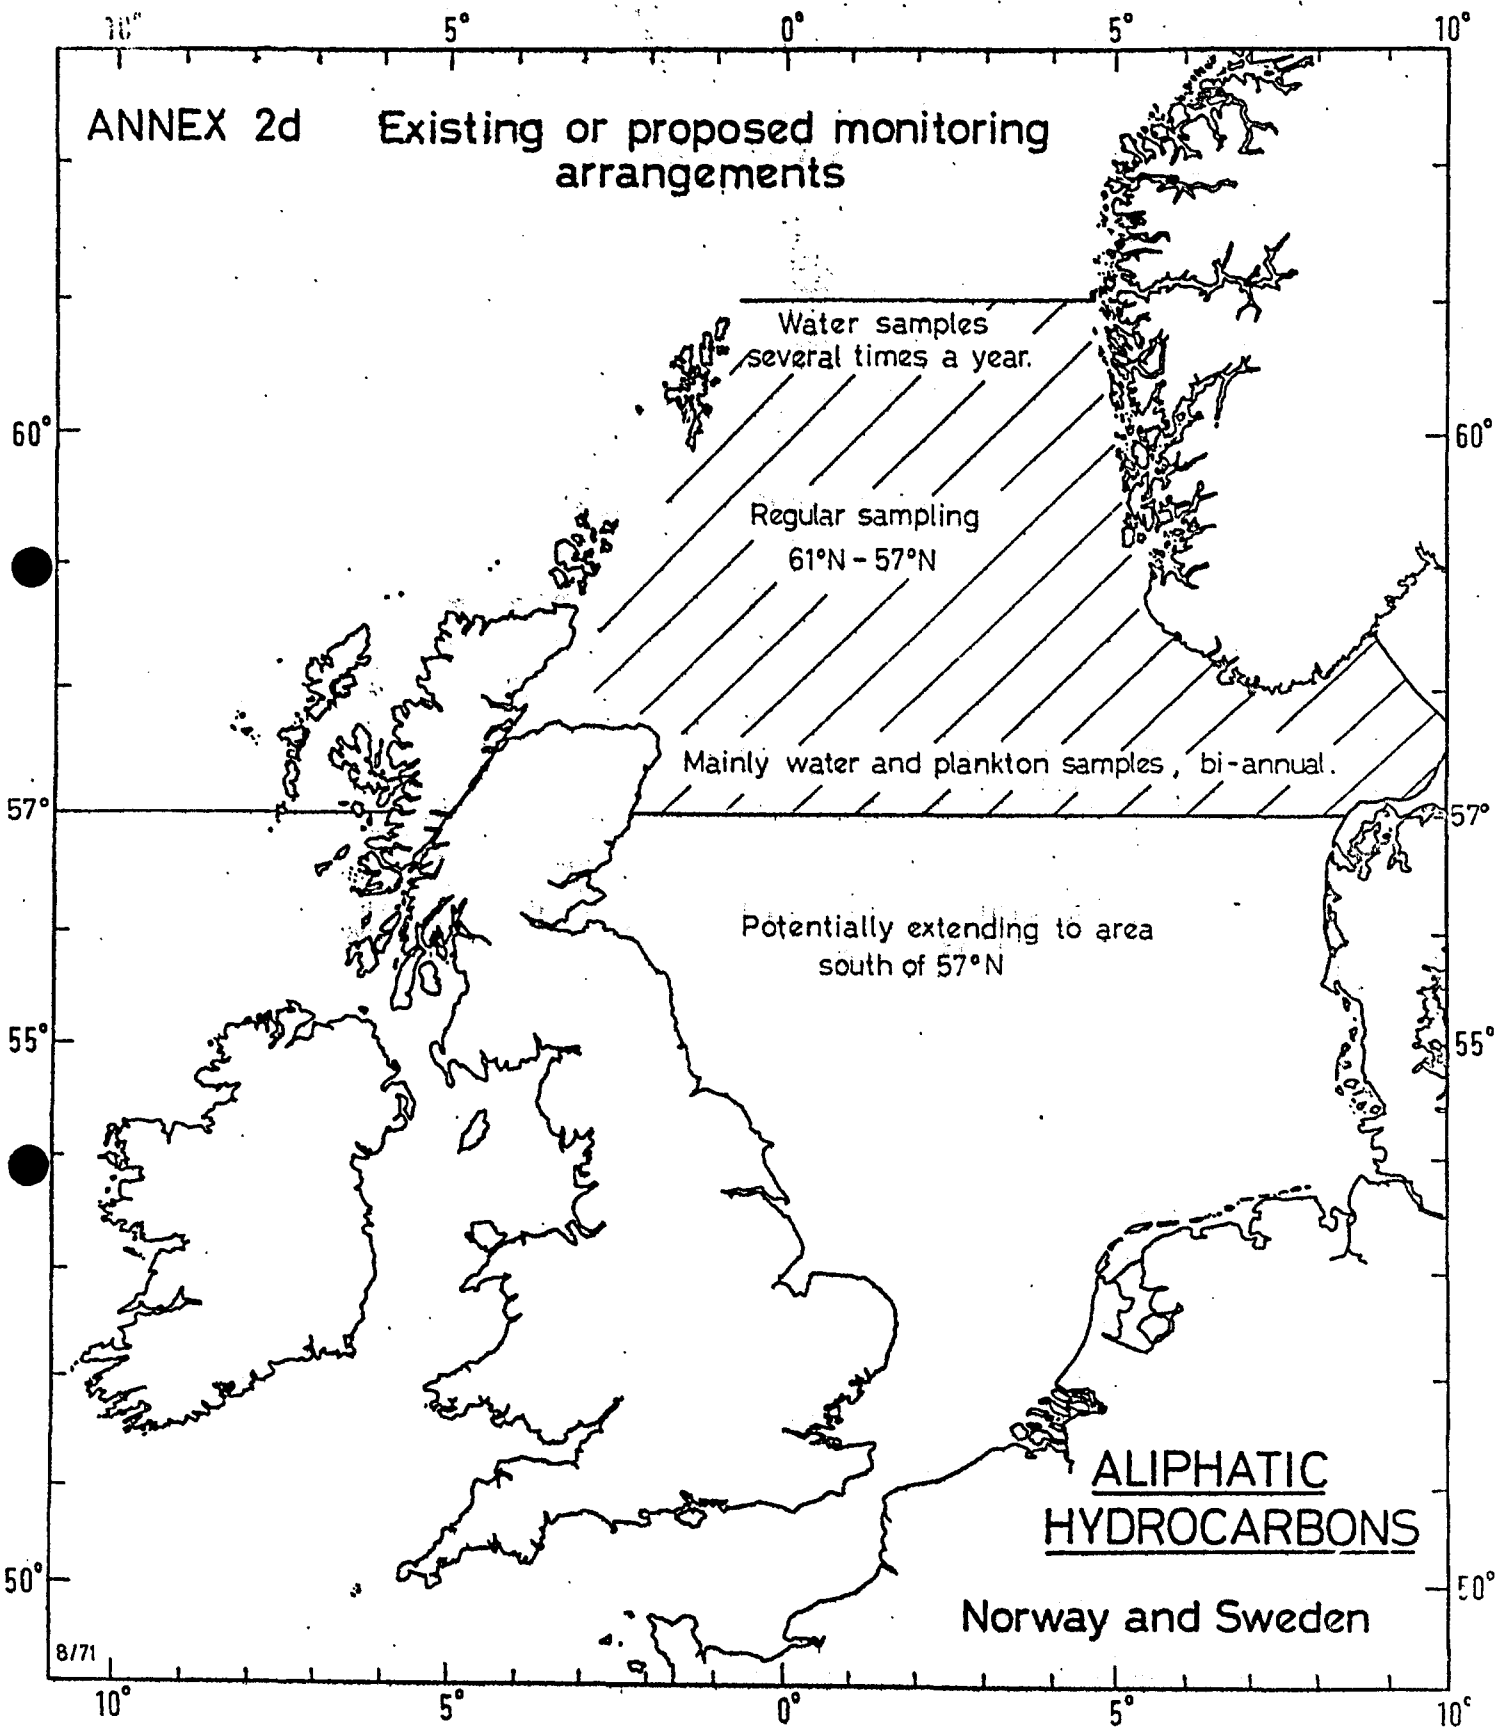 10° 5° 0° 5° 10°
ANNEX 2d Existing or proposed monitoring
arrangements
Water samples
several times a year.
60° 60°
Regular sampling
61°N - 57°N
Mainly water and plankton samples, bi-annual.
57° 57°
Potentially extending to area
south of 57°N
55° 55°
ALIPHATIC
HYDROCARBONS
50° 50°
Norway and Sweden
8/71
10° 5° 0° 5° 10°